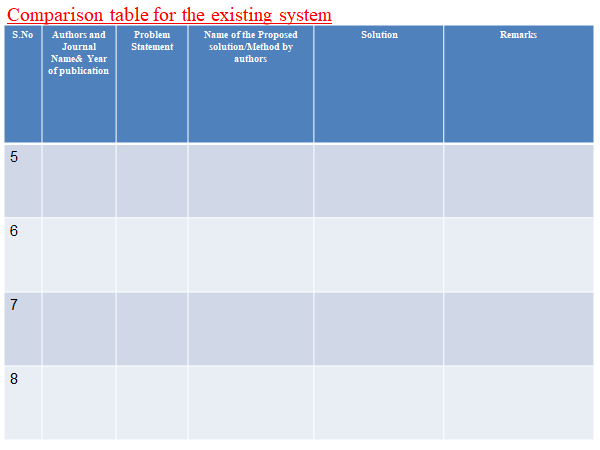 Comparison table for the existing system
S.No
Authors and
Journal
Name& Year
of publication
Problem
Statement
Name of the Proposed
solution/Method by
authors
Solution
Remarks
5
6
7
8